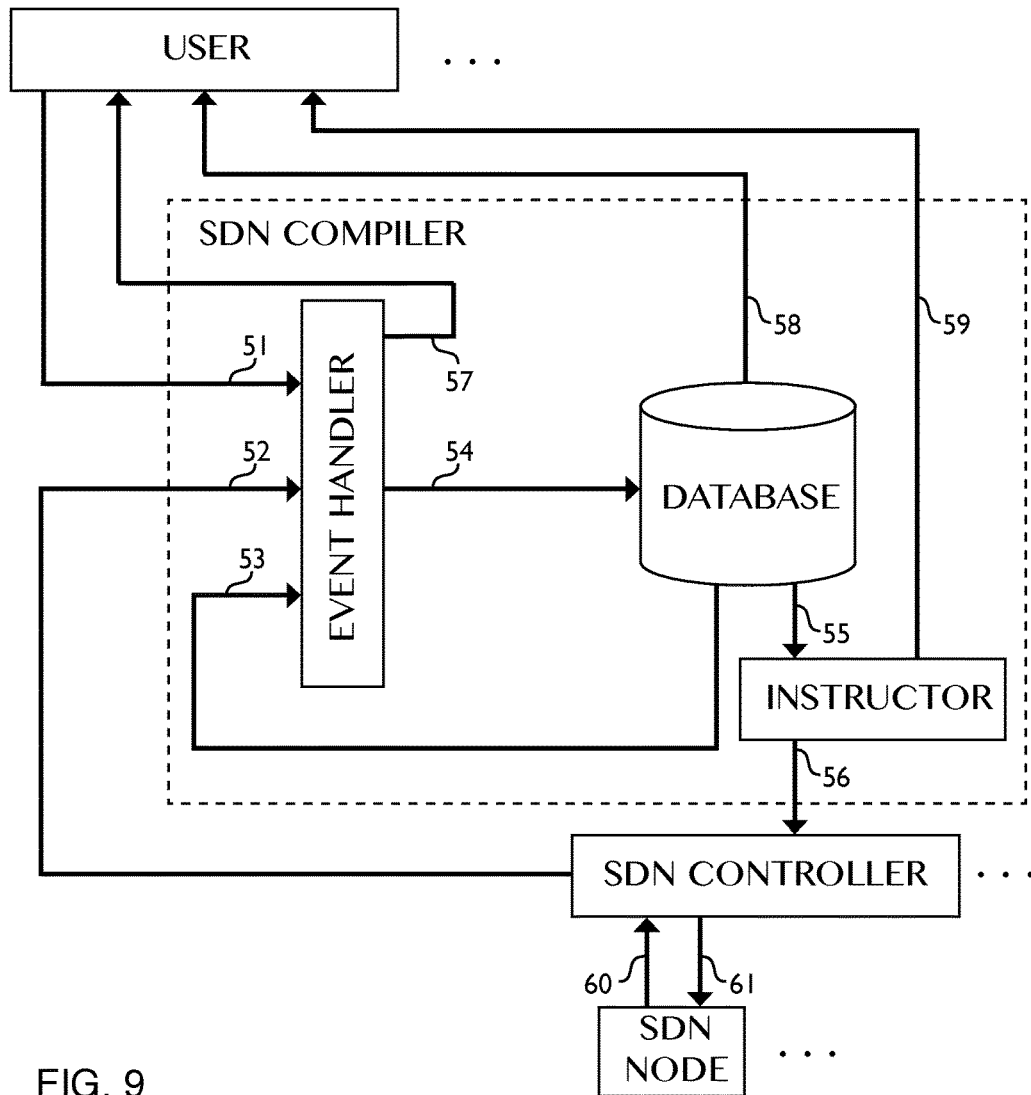 USER
. . .
SDN COMPILER
58
59
51
57
EVENT HANDLER
52
54
DATABASE
53
55
INSTRUCTOR
56
SDN CONTROLLER
. . .
60
61
SDN
NODE
. . .
FIG. 9